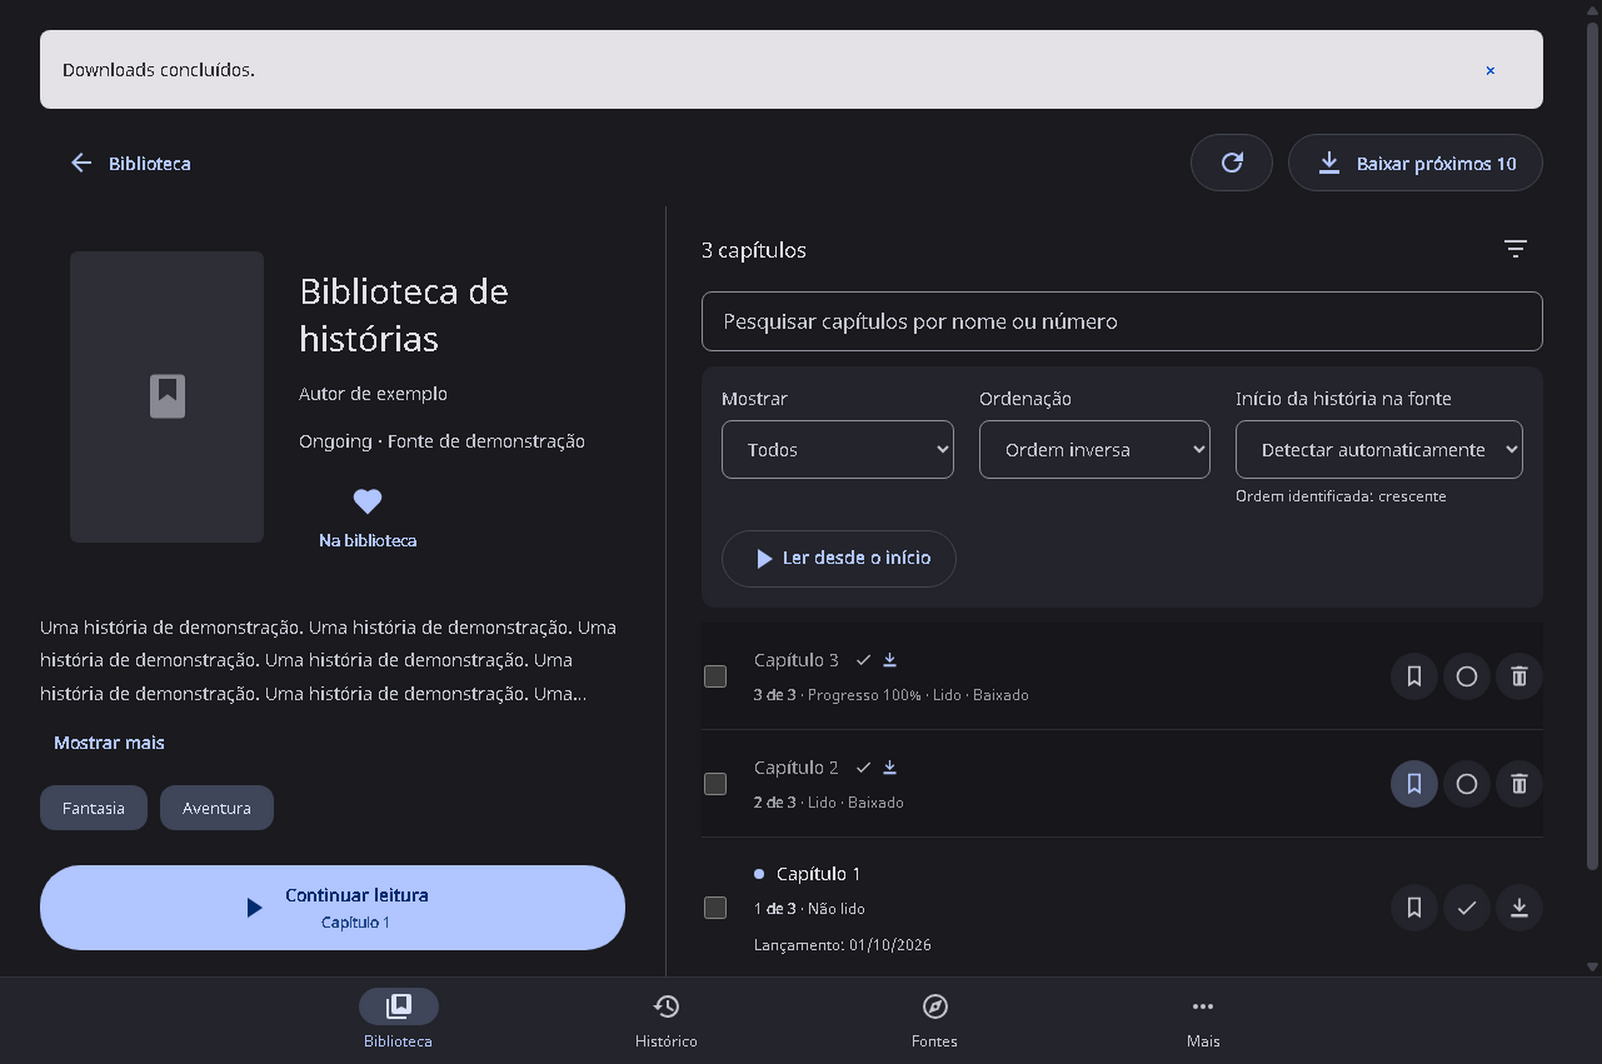 Downloads concluídos.
×
Biblioteca
Baixar próximos 10
Biblioteca de
histórias
Autor de exemplo
Ongoing · Fonte de demonstração
Na biblioteca
Uma história de demonstração. Uma história de demonstração. Uma
história de demonstração. Uma história de demonstração. Uma
história de demonstração. Uma história de demonstração. Uma...
Mostrar mais
Fantasia
Aventura
Continuar leitura
Capítulo 1
3 capítulos
Pesquisar capítulos por nome ou número
Mostrar
Ordenação
Início da história na fonte
Todos
Ordem inversa
Detectar automaticamente
Ordem identificada: crescente
Ler desde o início
Capítulo 3
3 de 3 · Progresso 100% · Lido · Baixado
Capítulo 2
2 de 3 · Lido · Baixado
Capítulo 1
1 de 3 · Não lido
Lançamento: 01/10/2026
Biblioteca
Histórico
Fontes
Mais